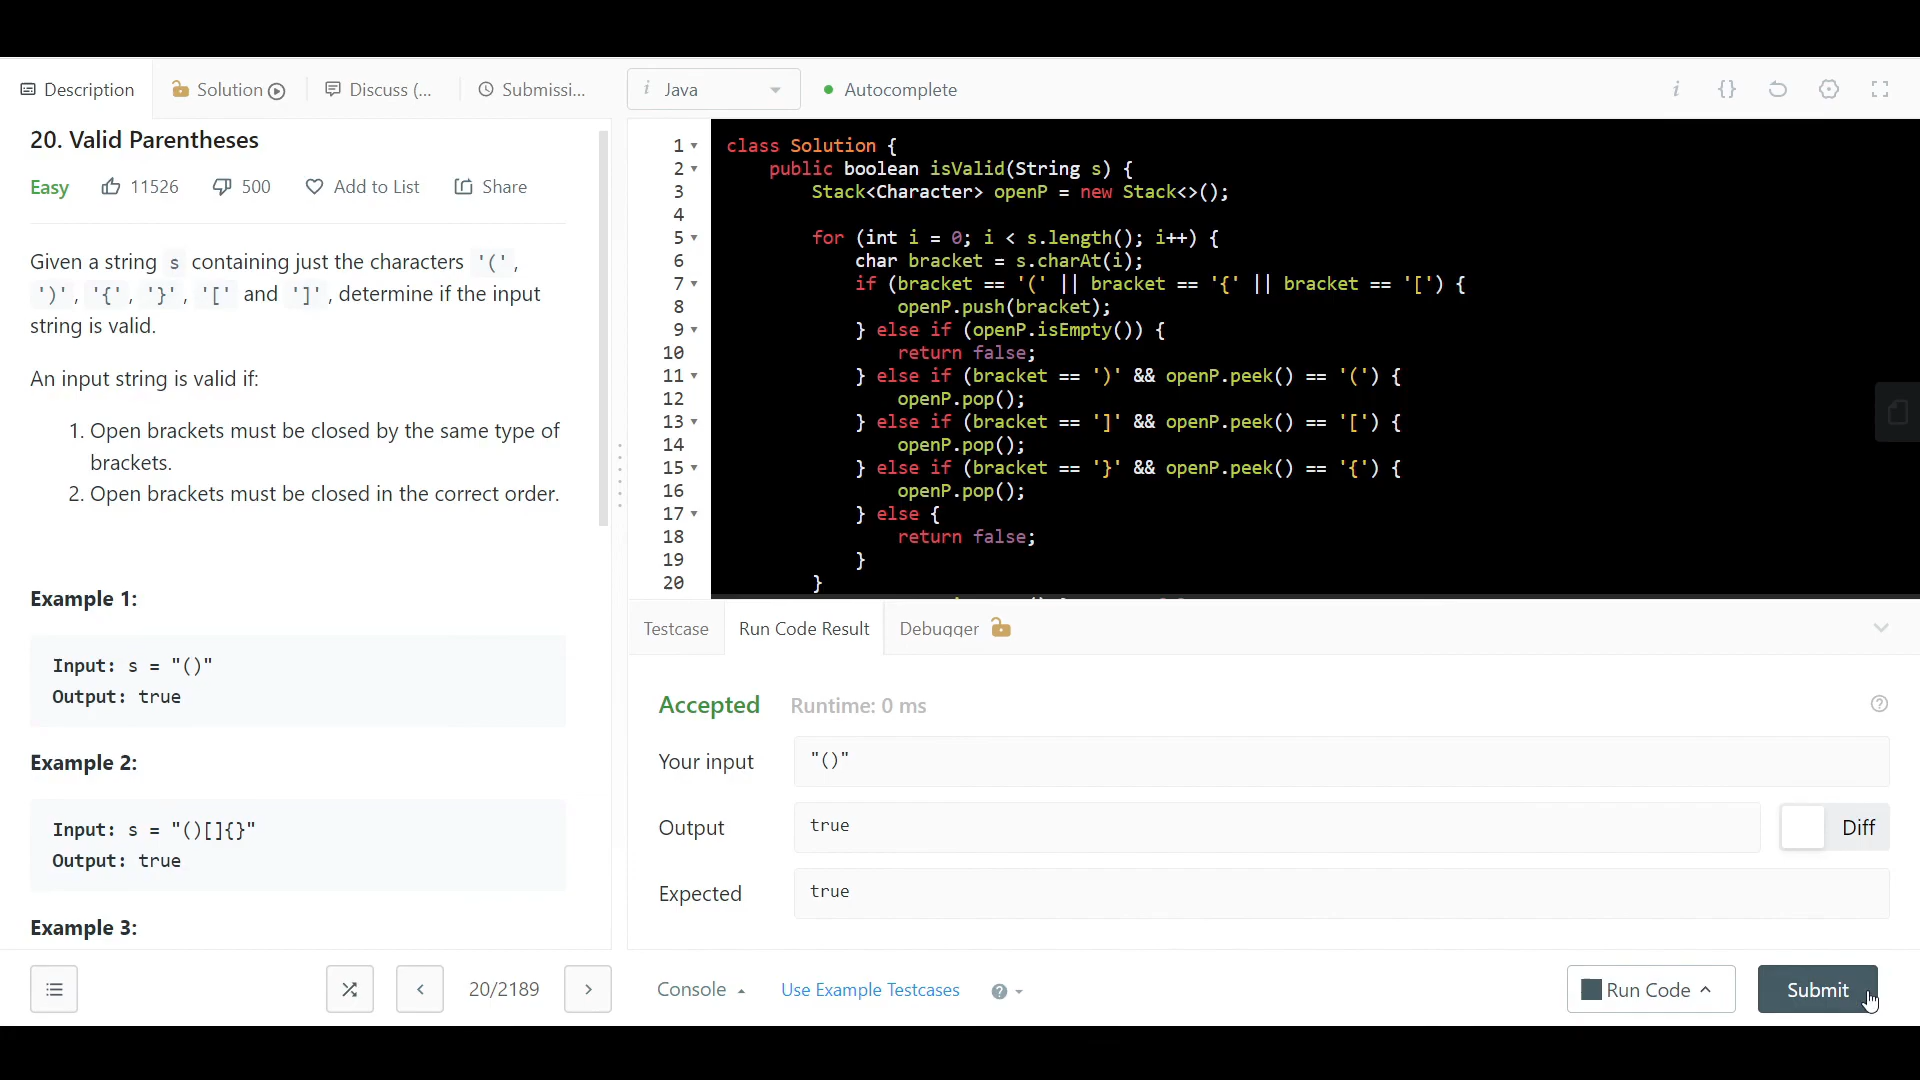 Description
Solution
Discuss (...
Submissi...
i Java
Autocomplete
i {}
20. Valid Parentheses
Easy 11526 500 Add to List Share
Given a string s containing just the characters '(',
')', '{', '}', '[' and ']', determine if the input
string is valid.
An input string is valid if:
1. Open brackets must be closed by the same type of
brackets.
2. Open brackets must be closed in the correct order.
Example 1:
Input: s = "()"
Output: true
Example 2:
Input: s = "()[]{}"
Output: true
Example 3:
20/2189
1 class Solution {
2 public boolean isValid(String s) {
3 Stack<Character> openP = new Stack<>();
4
5 for (int i = 0; i < s.length(); i++) {
6 char bracket = s.charAt(i);
7 if (bracket == '(' || bracket == '{' || bracket == '[') {
8 openP.push(bracket);
9 } else if (openP.isEmpty()) {
10 return false;
11 } else if (bracket == ')' && openP.peek() == '(') {
12 openP.pop();
13 } else if (bracket == ']' && openP.peek() == '[') {
14 openP.pop();
15 } else if (bracket == '}' && openP.peek() == '{') {
16 openP.pop();
17 } else {
18 return false;
19 }
20 }
Testcase Run Code Result Debugger
Accepted Runtime: 0 ms
Your input "()"
Output true Diff
Expected true
Console Use Example Testcases
Run Code
Submit